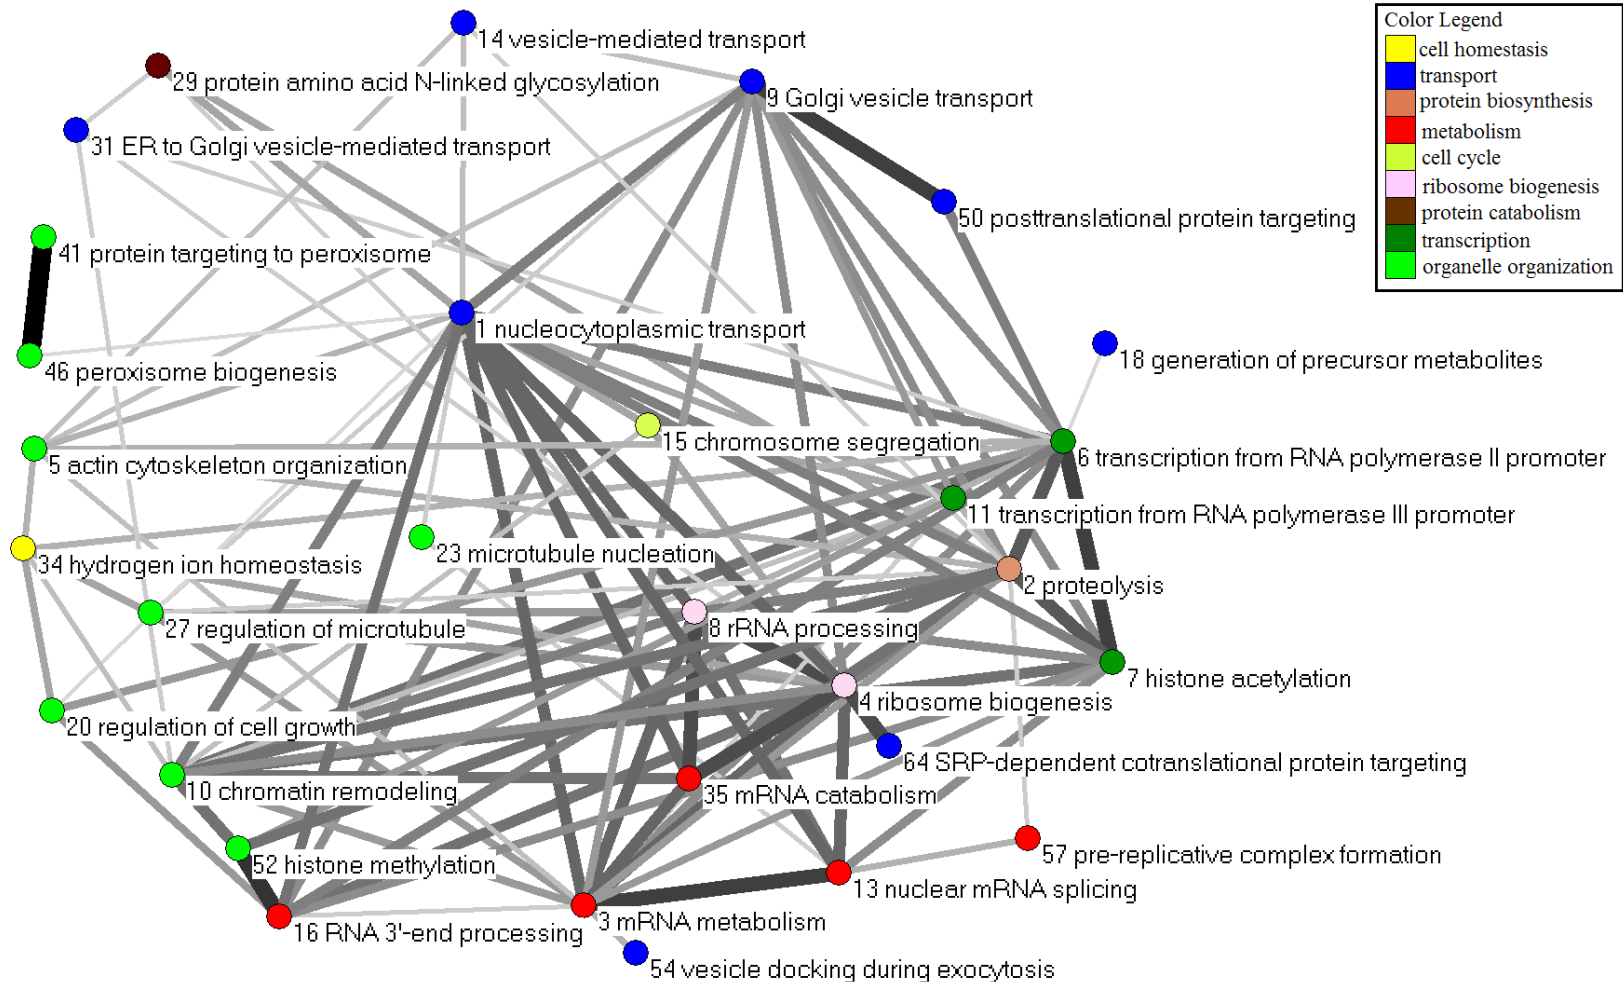 Color Legend
cell homestasis
transport
protein biosynthesis
metabolism
cell cycle
ribosome biogenesis
protein catabolism
transcription
organelle organization
14 vesicle-mediated transport
29 protein amino acid N-linked glycosylation
9 Golgi vesicle transport
31 ER to Golgi vesicle-mediated transport
50 posttranslational protein targeting
41 protein targeting to peroxisome
1 nucleocytoplasmic transport
18 generation of precursor metabolites
46 peroxisome biogenesis
15 chromosome segregation
6 transcription from RNA polymerase II promoter
5 actin cytoskeleton organization
11 transcription from RNA polymerase III promoter
23 microtubule nucleation
34 hydrogen ion homeostasis
2 proteolysis
27 regulation of microtubule
8 rRNA processing
7 histone acetylation
4 ribosome biogenesis
20 regulation of cell growth
64 SRP-dependent cotranslational protein targeting
10 chromatin remodeling
35 mRNA catabolism
57 pre-replicative complex formation
52 histone methylation
13 nuclear mRNA splicing
3 mRNA metabolism
16 RNA 3'-end processing
54 vesicle docking during exocytosis